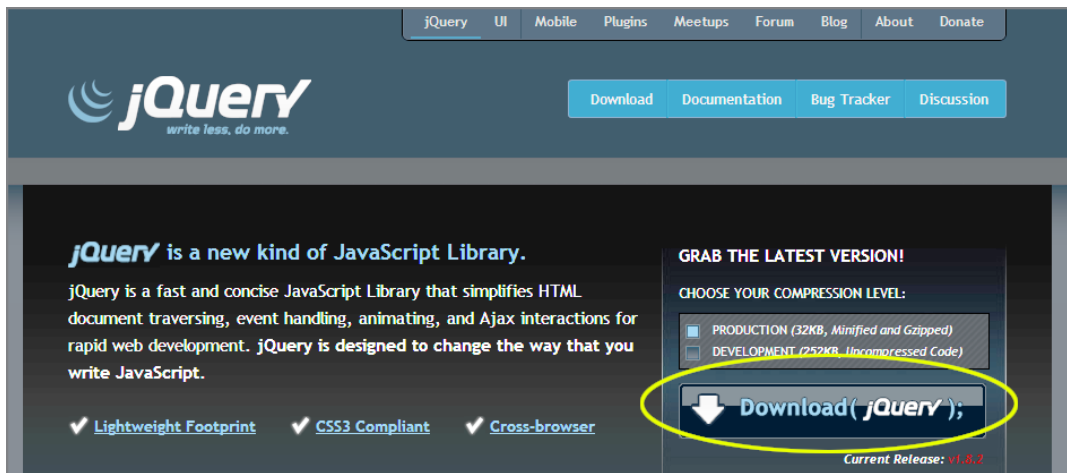 jQuery UI Mobile Plugins Meetups Forum Blog About Donate
jQuery
write less, do more.
Download Documentation Bug Tracker Discussion
jQuery is a new kind of JavaScript Library.
jQuery is a fast and concise JavaScript Library that simplifies HTML
document traversing, event handling, animating, and Ajax interactions for
rapid web development. jQuery is designed to change the way that you
write JavaScript.
Lightweight Footprint CSS3 Compliant Cross-browser
GRAB THE LATEST VERSION!
CHOOSE YOUR COMPRESSION LEVEL:
PRODUCTION (32KB, Minified and Gzipped)
DEVELOPMENT (252KB, Uncompressed Code)
Download( jQuery );
Current Release: v1.8.2